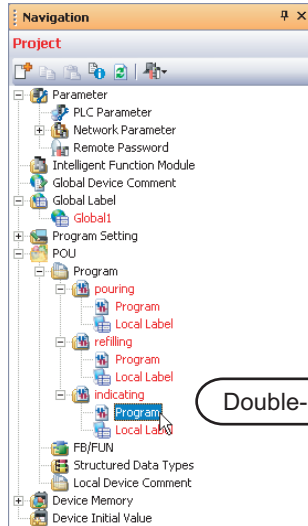 Navigation
Project
Parameter
PLC Parameter
Network Parameter
Remote Password
Intelligent Function Module
Global Device Comment
Global Label
Global1
Program Setting
POU
Program
pouring
Program
Local Label
refilling
Program
Local Label
indicating
Program
Double-
Local Label
FB/FUN
Structured Data Types
Local Device Comment
Device Memory
Device Initial Value